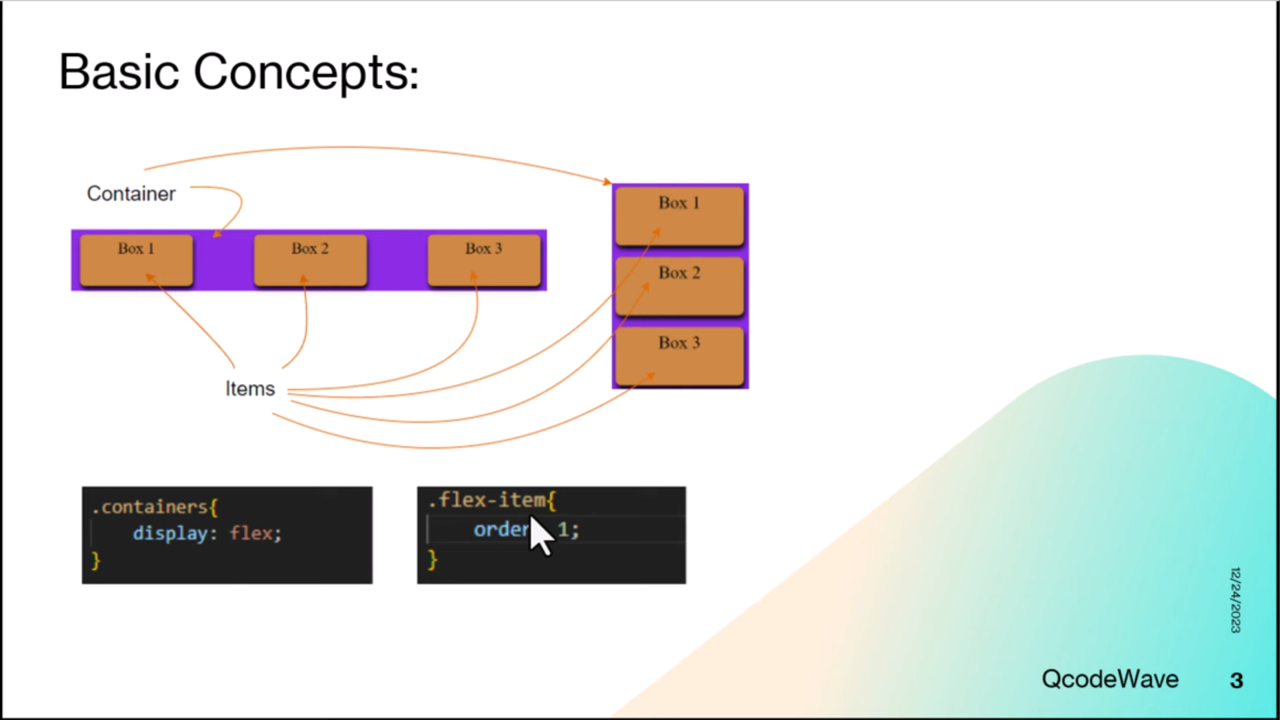 Basic Concepts:
Container
Box 1
Box 2
Box 3
Box 1
Box 2
Box 3
Items
.containers{
display: flex;
}
.flex-item{
order 1;
}
12/24/2023
QcodeWave
3